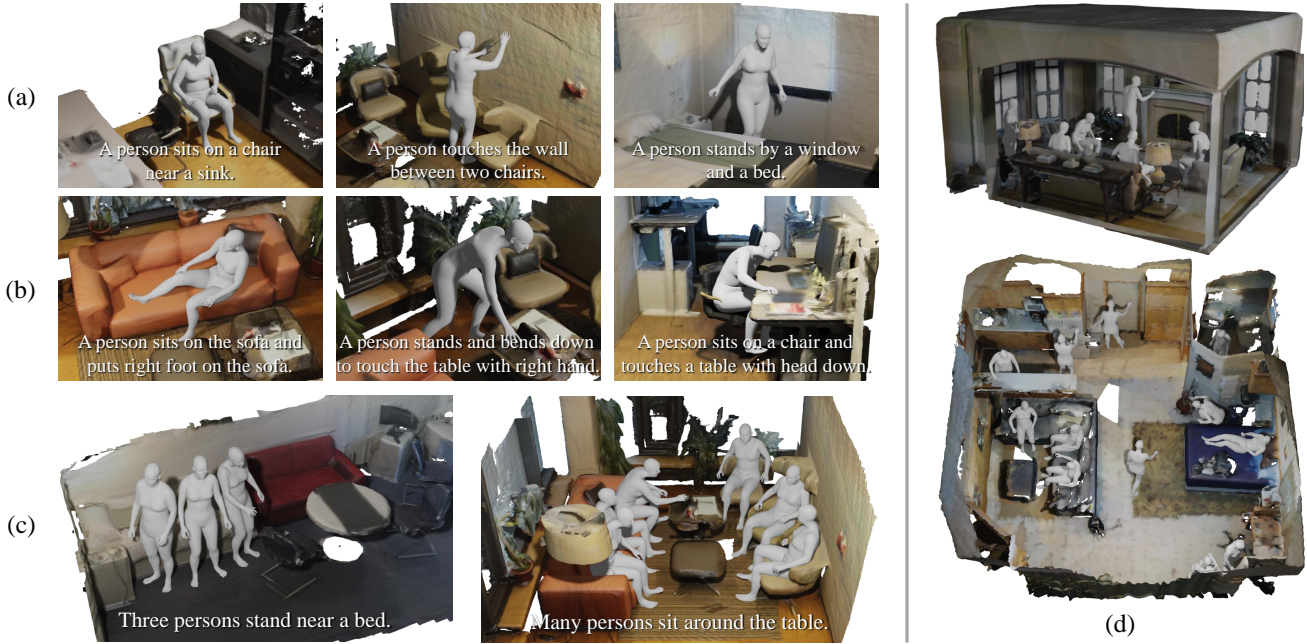 (a)
A person sits on a chair
near a sink.
A person touches the wall
between two chairs.
A person stands by a window
and a bed.
(b)
A person sits on the sofa and
puts right foot on the sofa.
A person stands and bends down
to touch the table with right hand.
A person sits on a chair and
touches a table with head down.
(c)
Three persons stand near a bed.
Many persons sit around the table.
(d)